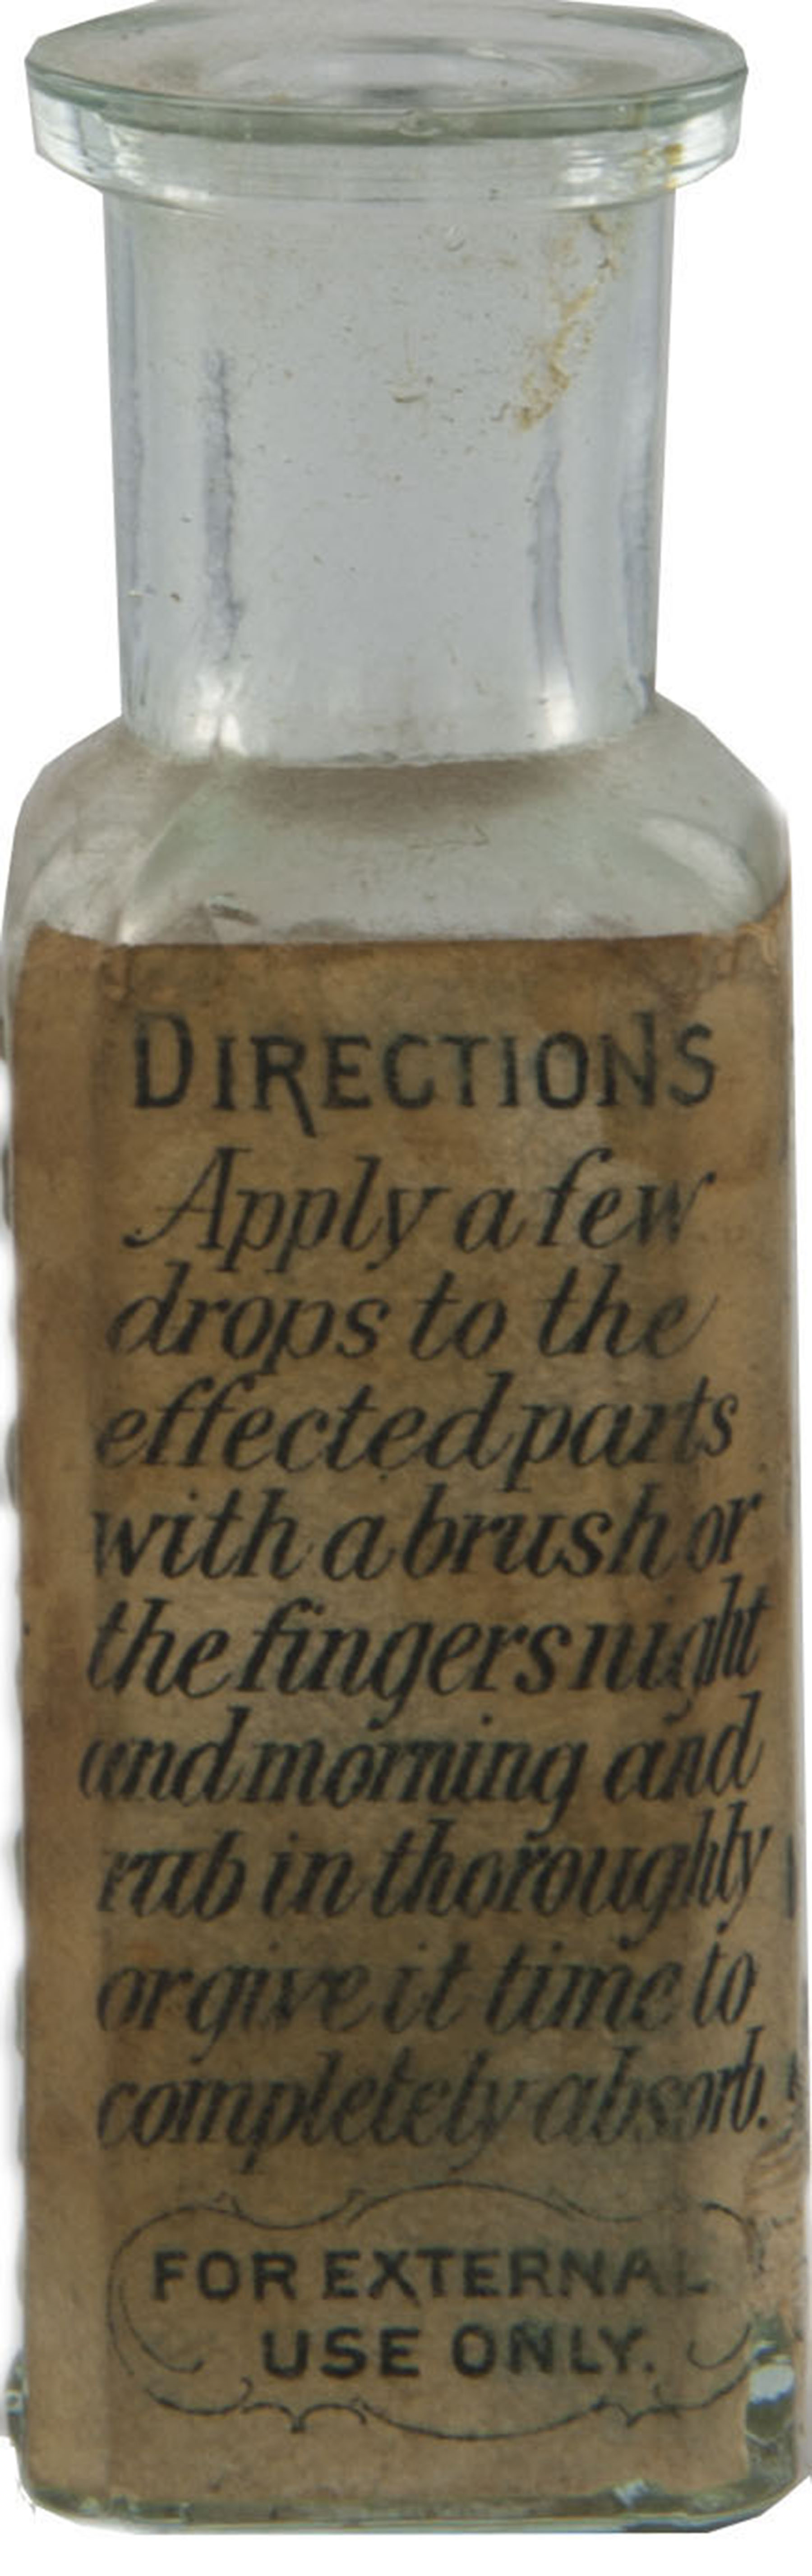 DIRECTIONS
Apply a few
drops to the
effected parts
with a brush or
the fingers night
and morning and
rub in thoroughly
or give it time to
completely absorb.
FOR EXTERNAL
USE ONLY.